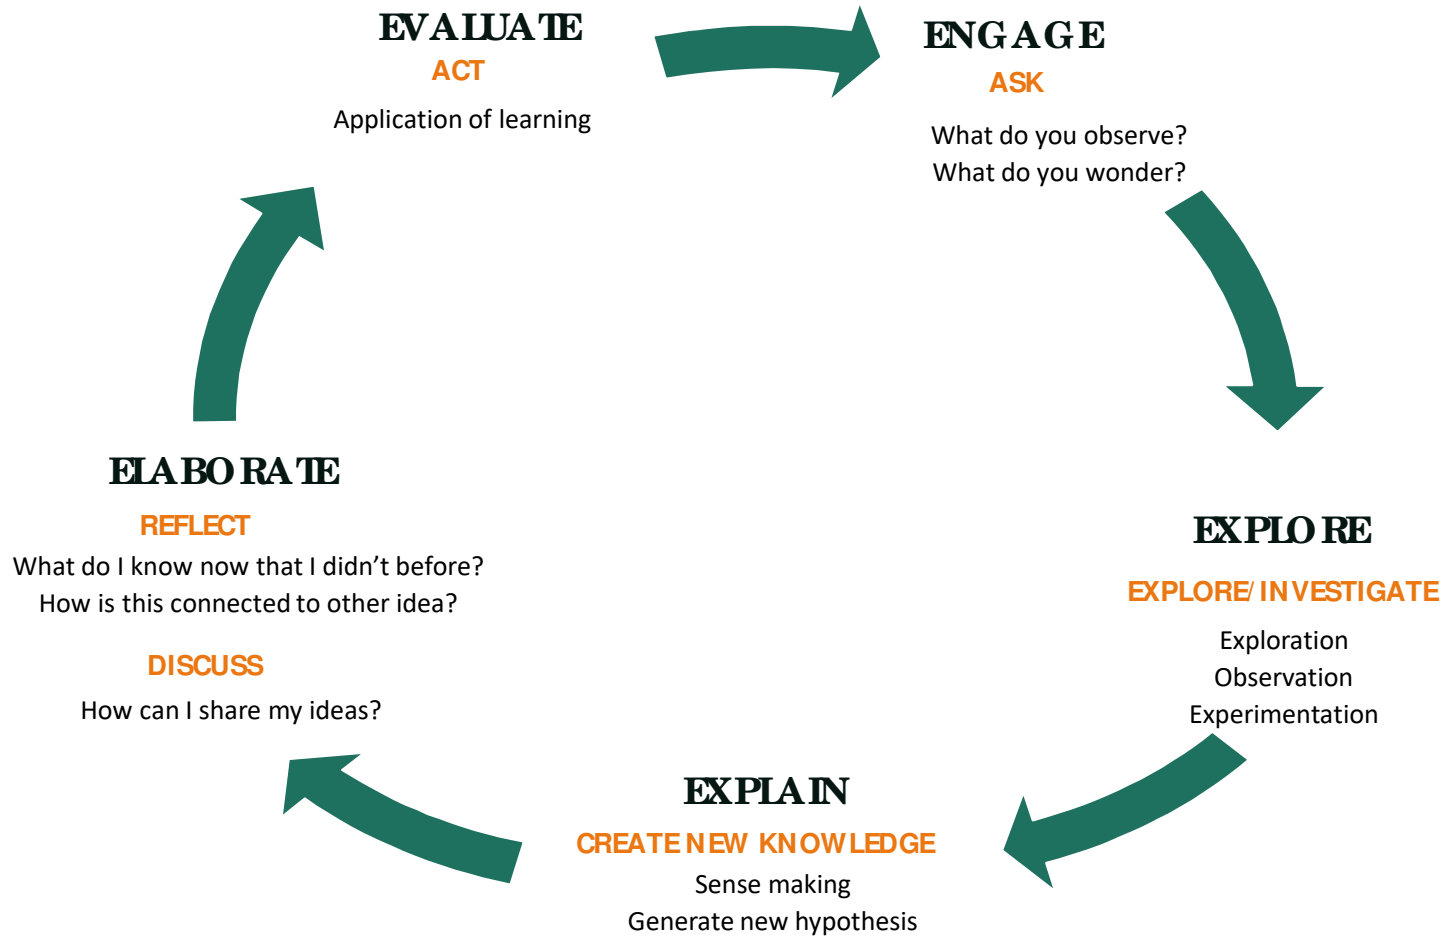 EVALUATE
ACT
Application of learning
ENGAGE
ASK
What do you observe?
What do you wonder?
EXPLORE
EXPLORE/INVESTIGATE
Exploration
Observation
Experimentation
EXPLAIN
CREATE NEW KNOWLEDGE
Sense making
Generate new hypothesis
ELABORATE
REFLECT
What do I know now that I didn’t before?
How is this connected to other idea?
DISCUSS
How can I share my ideas?